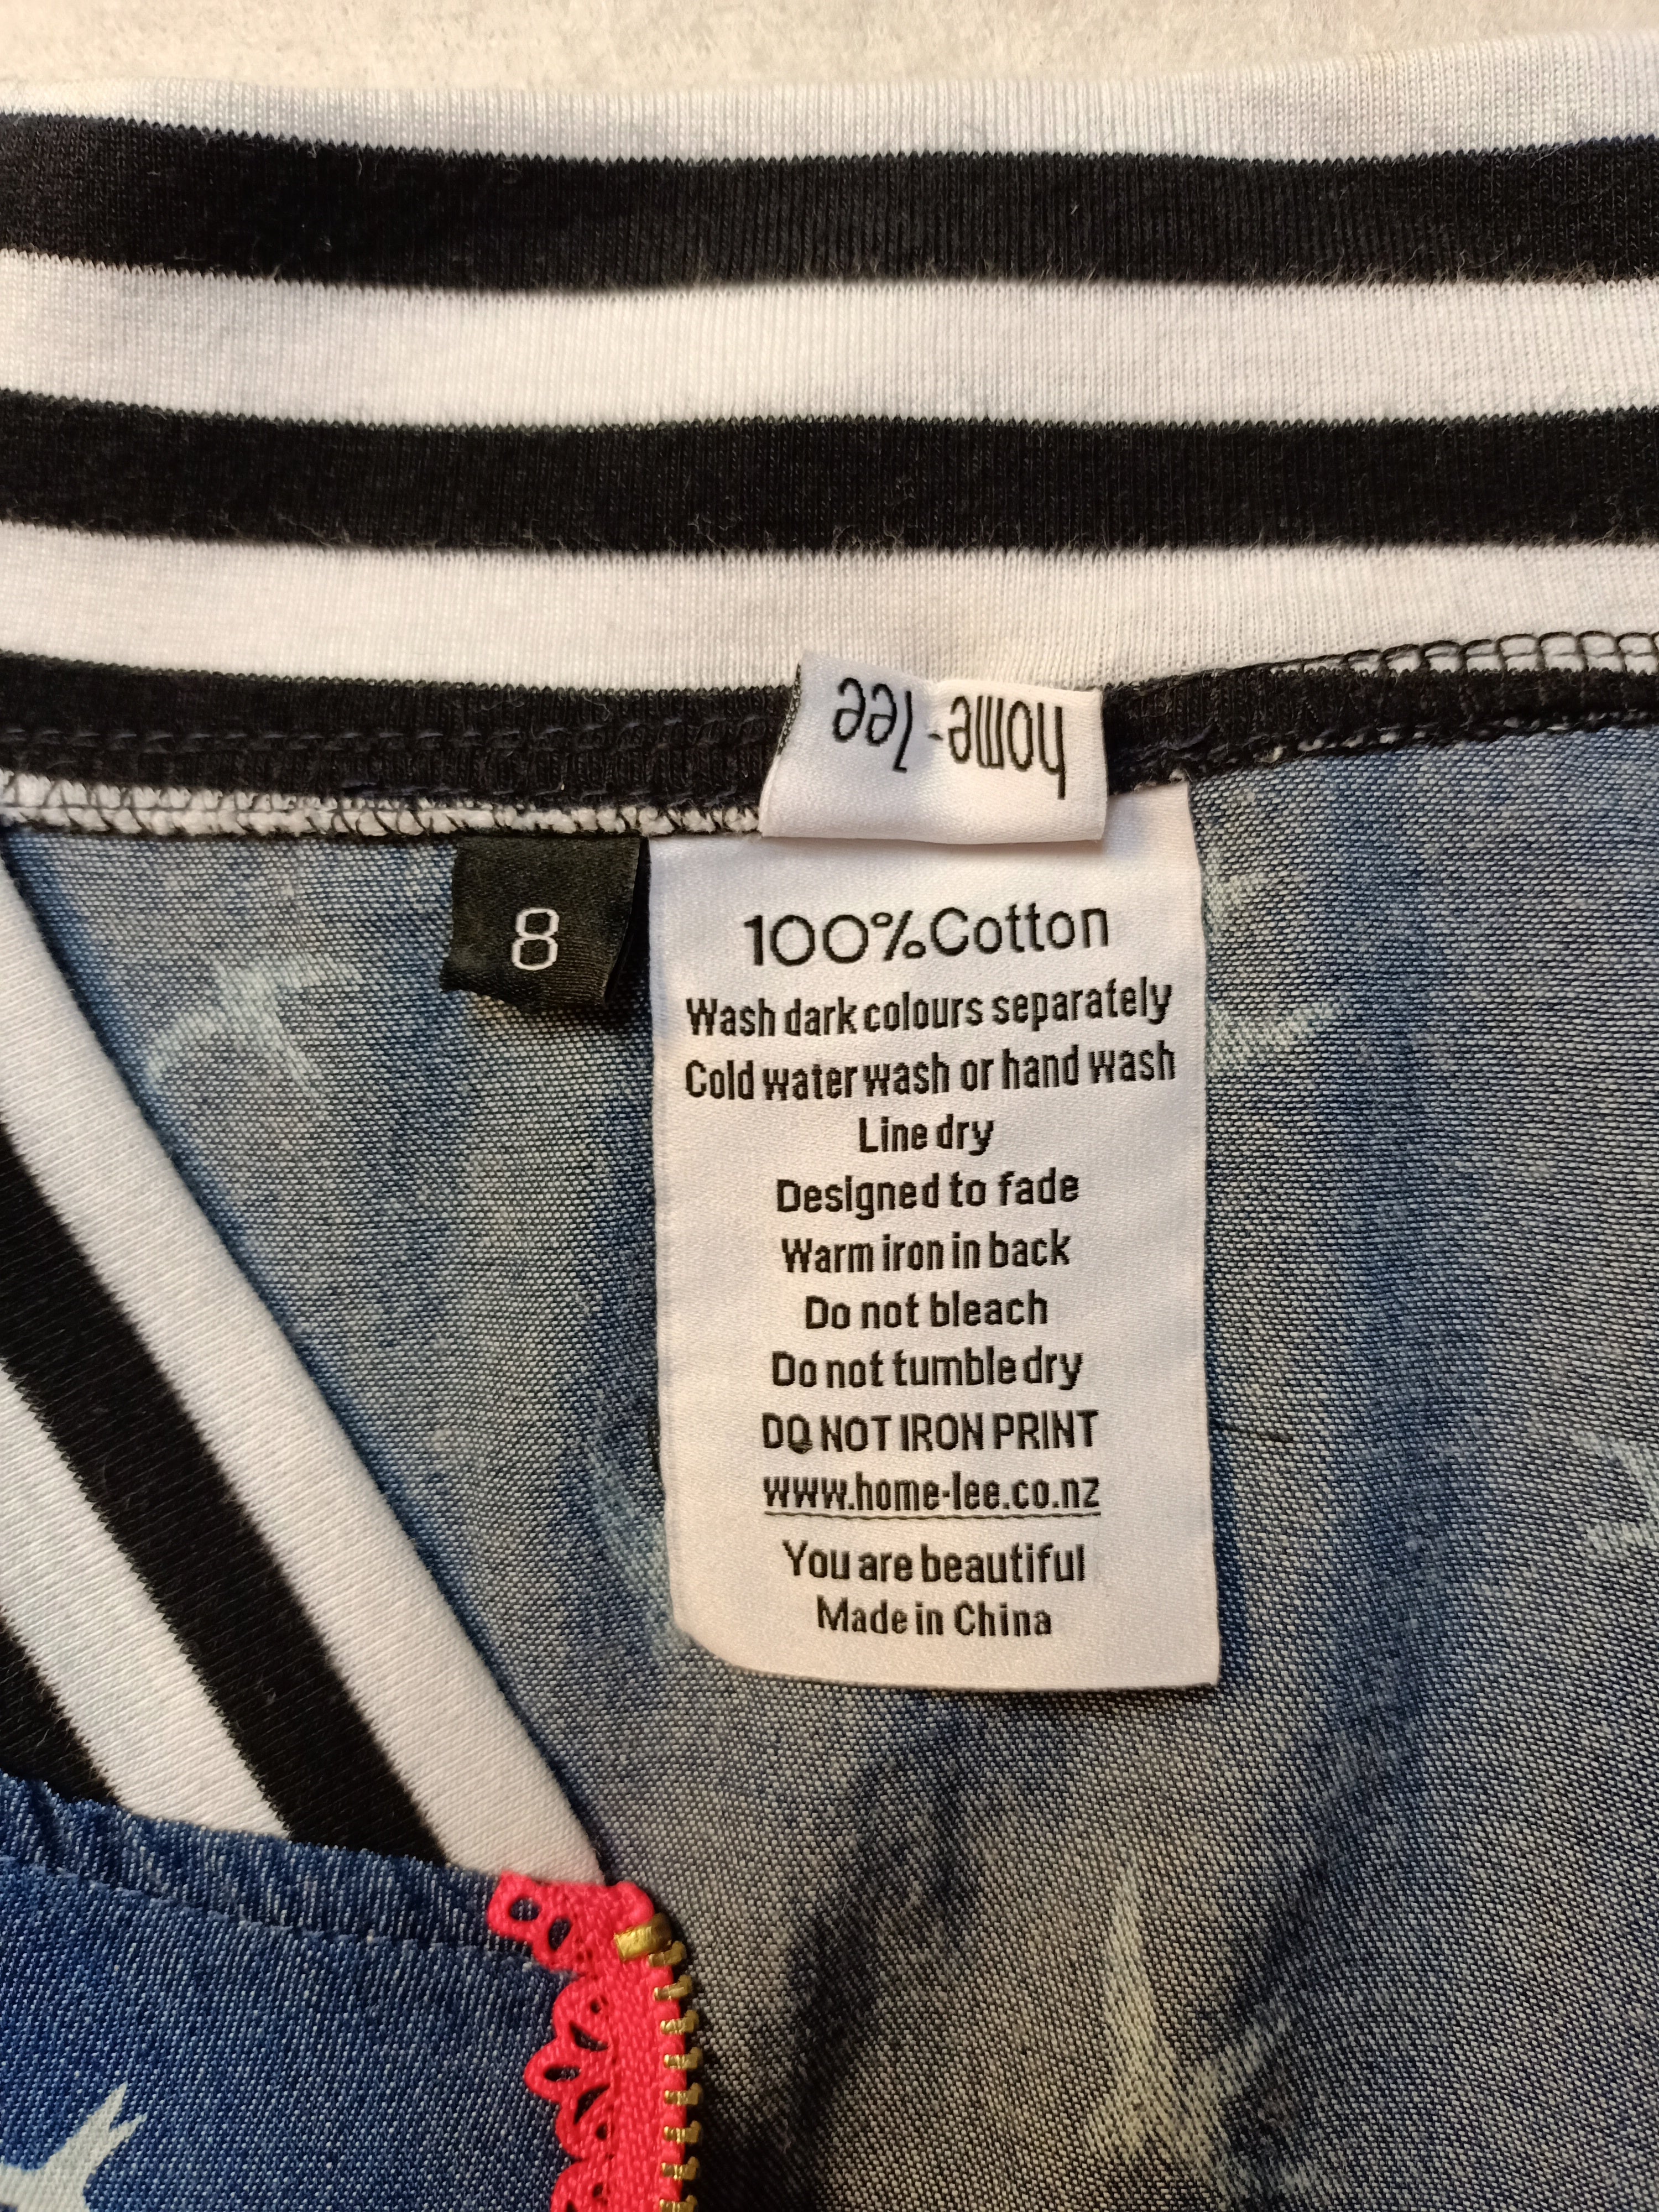 home-lee
8
100%Cotton
Wash dark colours separately
Cold water wash or hand wash
Line dry
Designed to fade
Warm iron in back
Do not bleach
Do not tumble dry
DO NOT IRON PRINT
www.home-lee.co.nz
You are beautiful
Made in China